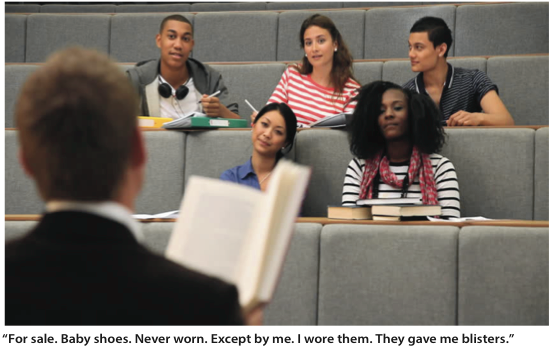 “For sale. Baby shoes. Never worn. Except by me. I wore them. They gave me blisters.”